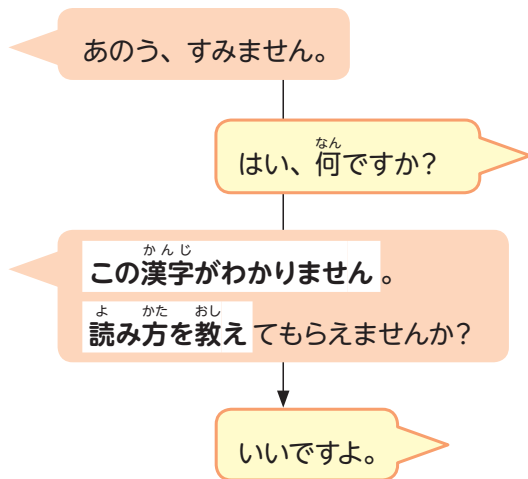 あのう、すみません。
なん
はい、何ですか?
かんじ
この漢字がわかりません。
よ かた おし
読み方を教えてもらえませんか?
いいですよ。